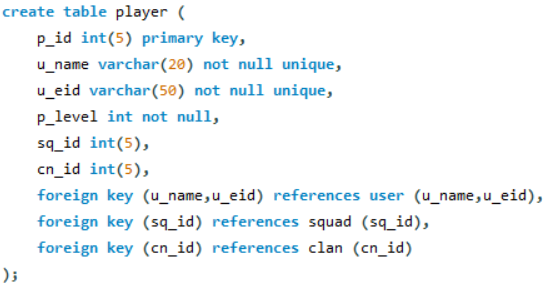 create table player (
p_id int(5) primary key,
u_name varchar(20) not null unique,
u_eid varchar(50) not null unique,
p_level int not null,
sq_id int(5),
cn_id int(5),
foreign key (u_name,u_eid) references user (u_name,u_eid),
foreign key (sq_id) references squad (sq_id),
foreign key (cn_id) references clan (cn_id)
);